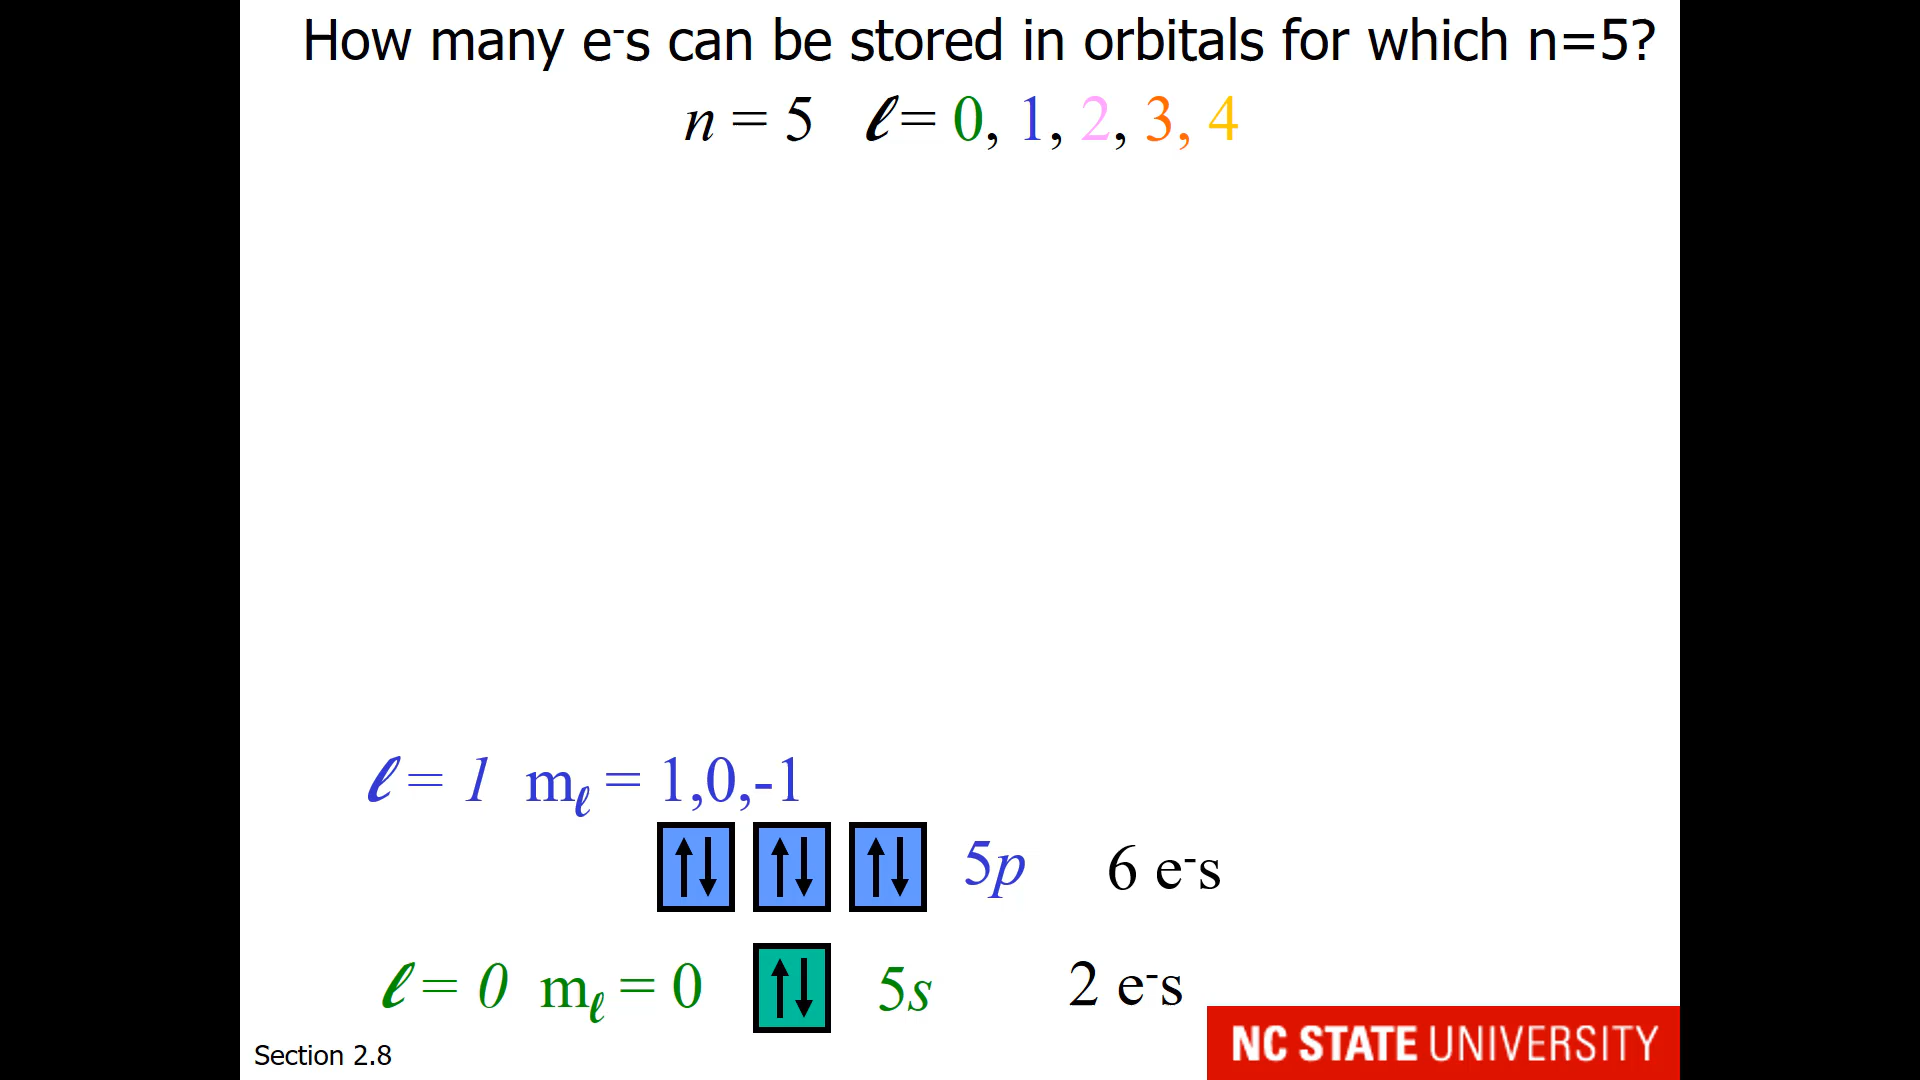 How many e⁻s can be stored in orbitals for which n=5?
n = 5 ℓ = 0, 1, 2, 3, 4
ℓ = 1 mℓ = 1,0,-1
5p 6 e⁻s
ℓ = 0 mℓ = 0 5s 2 e⁻s
Section 2.8
NC STATE UNIVERSITY